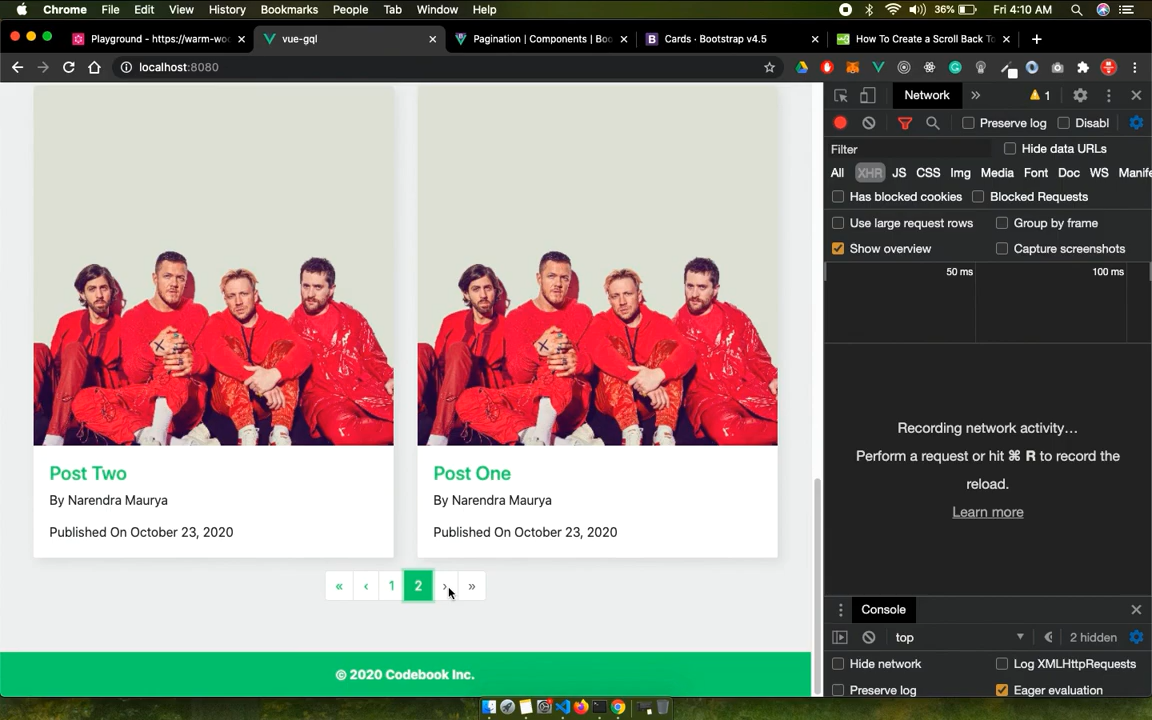 Chrome File Edit View History Bookmarks People Tab Window Help 36% Fri 4:10 AM
Playground - https://warm-woo vue-gql Pagination | Components | Boo Cards · Bootstrap v4.5 How To Create a Scroll Back To
localhost:8080
Network 1
Preserve log Disabl
Filter Hide data URLs
All XHR JS CSS Img Media Font Doc WS Manife
Has blocked cookies Blocked Requests
Use large request rows Group by frame
Show overview Capture screenshots
50 ms 100 ms
Recording network activity…
Perform a request or hit ⌘ R to record the
reload.
Learn more
Post Two Post One
By Narendra Maurya By Narendra Maurya
Published On October 23, 2020 Published On October 23, 2020
« ‹ 1 2 › »
Console
top 2 hidden
Hide network Log XMLHttpRequests
Preserve log Eager evaluation
© 2020 Codebook Inc.